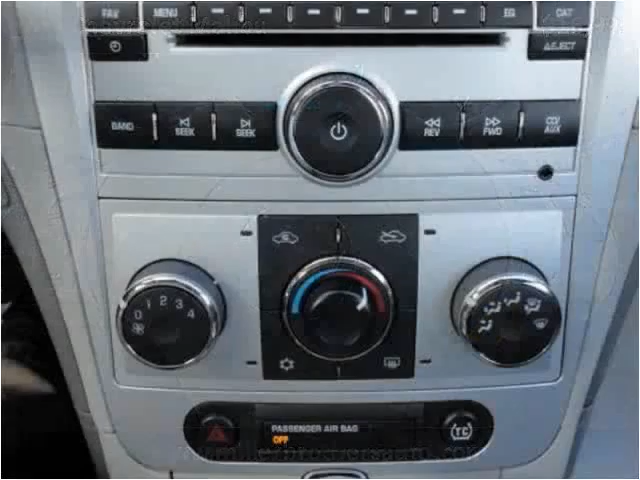 FAV MENU EQ CAT
EJECT
BAND SEEK SEEK REV FWD CD/
AUX
0 1 2 3 4
PASSENGER AIR BAG
OFF
TC